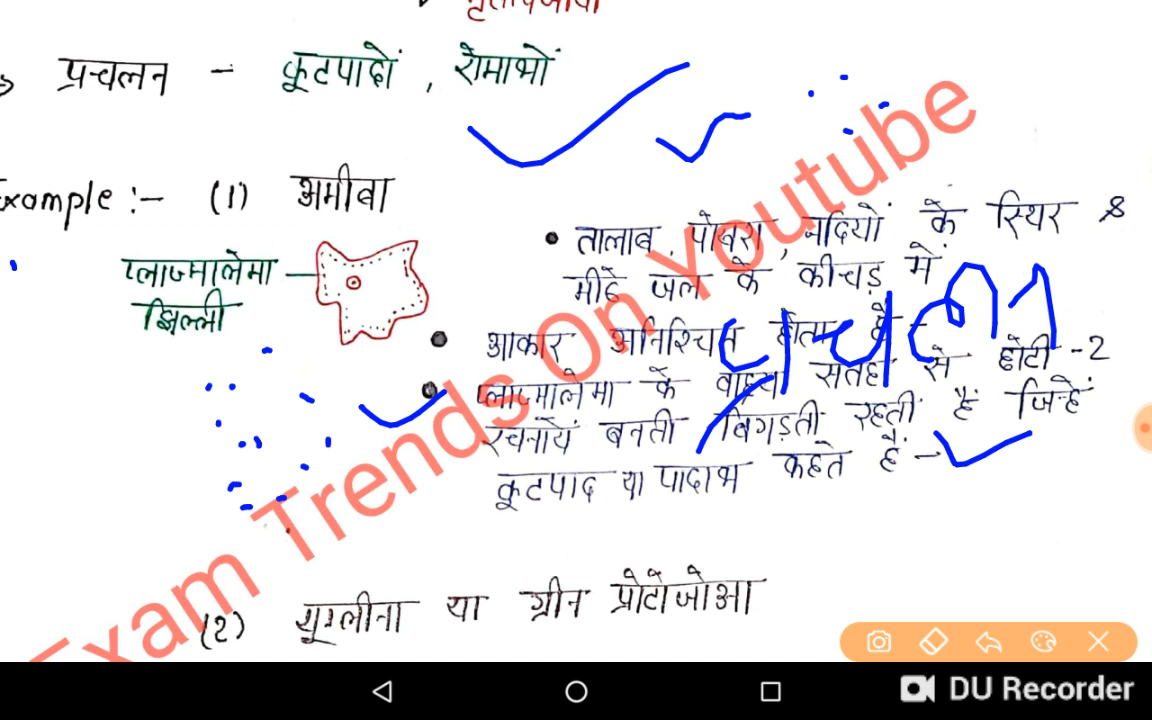 प्रचलन - कूटपादों, रोमाभों
Example :- (1) अमीबा
प्लाज्मालेमा
झिल्ली
• तालाब, पोखरा, नदियों के स्थिर &
मीठे जल के कीचड़ में
• आकार अनिश्चित होता है -
• प्लाज्मालेमा के वाह्य सतह से छोटी -2
रचनायें बनती बिगड़ती रहती हैं जिन्हें
कूटपाद या पादाभ कहते हैं -
प्रचलन
(2) यूग्लीना या ग्रीन प्रोटोजोआ
Exam Trends On Youtube
DU Recorder